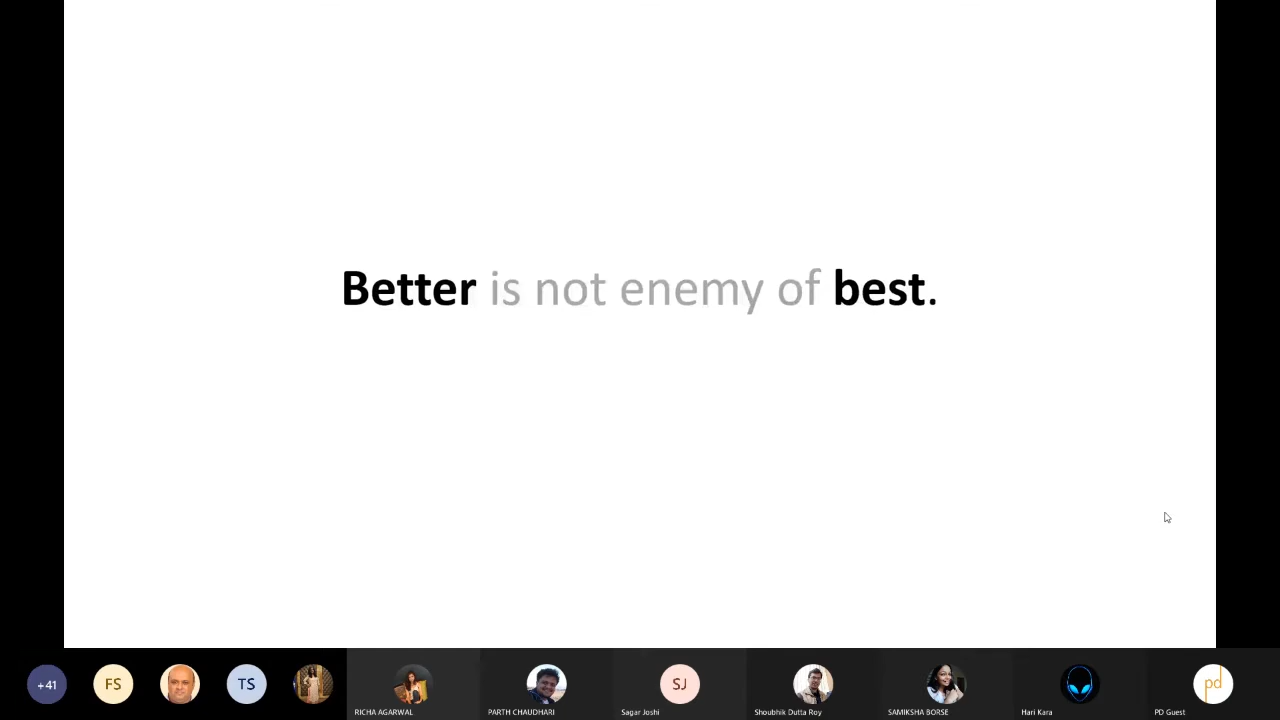 Better is not enemy of best.
+41
FS
TS
SJ
pd
RICHA AGARWAL
PARTH CHAUDHARI
Sagar Joshi
Shoubhik Dutta Roy
SAMIKSHA BORSE
Hari Kara
PD Guest